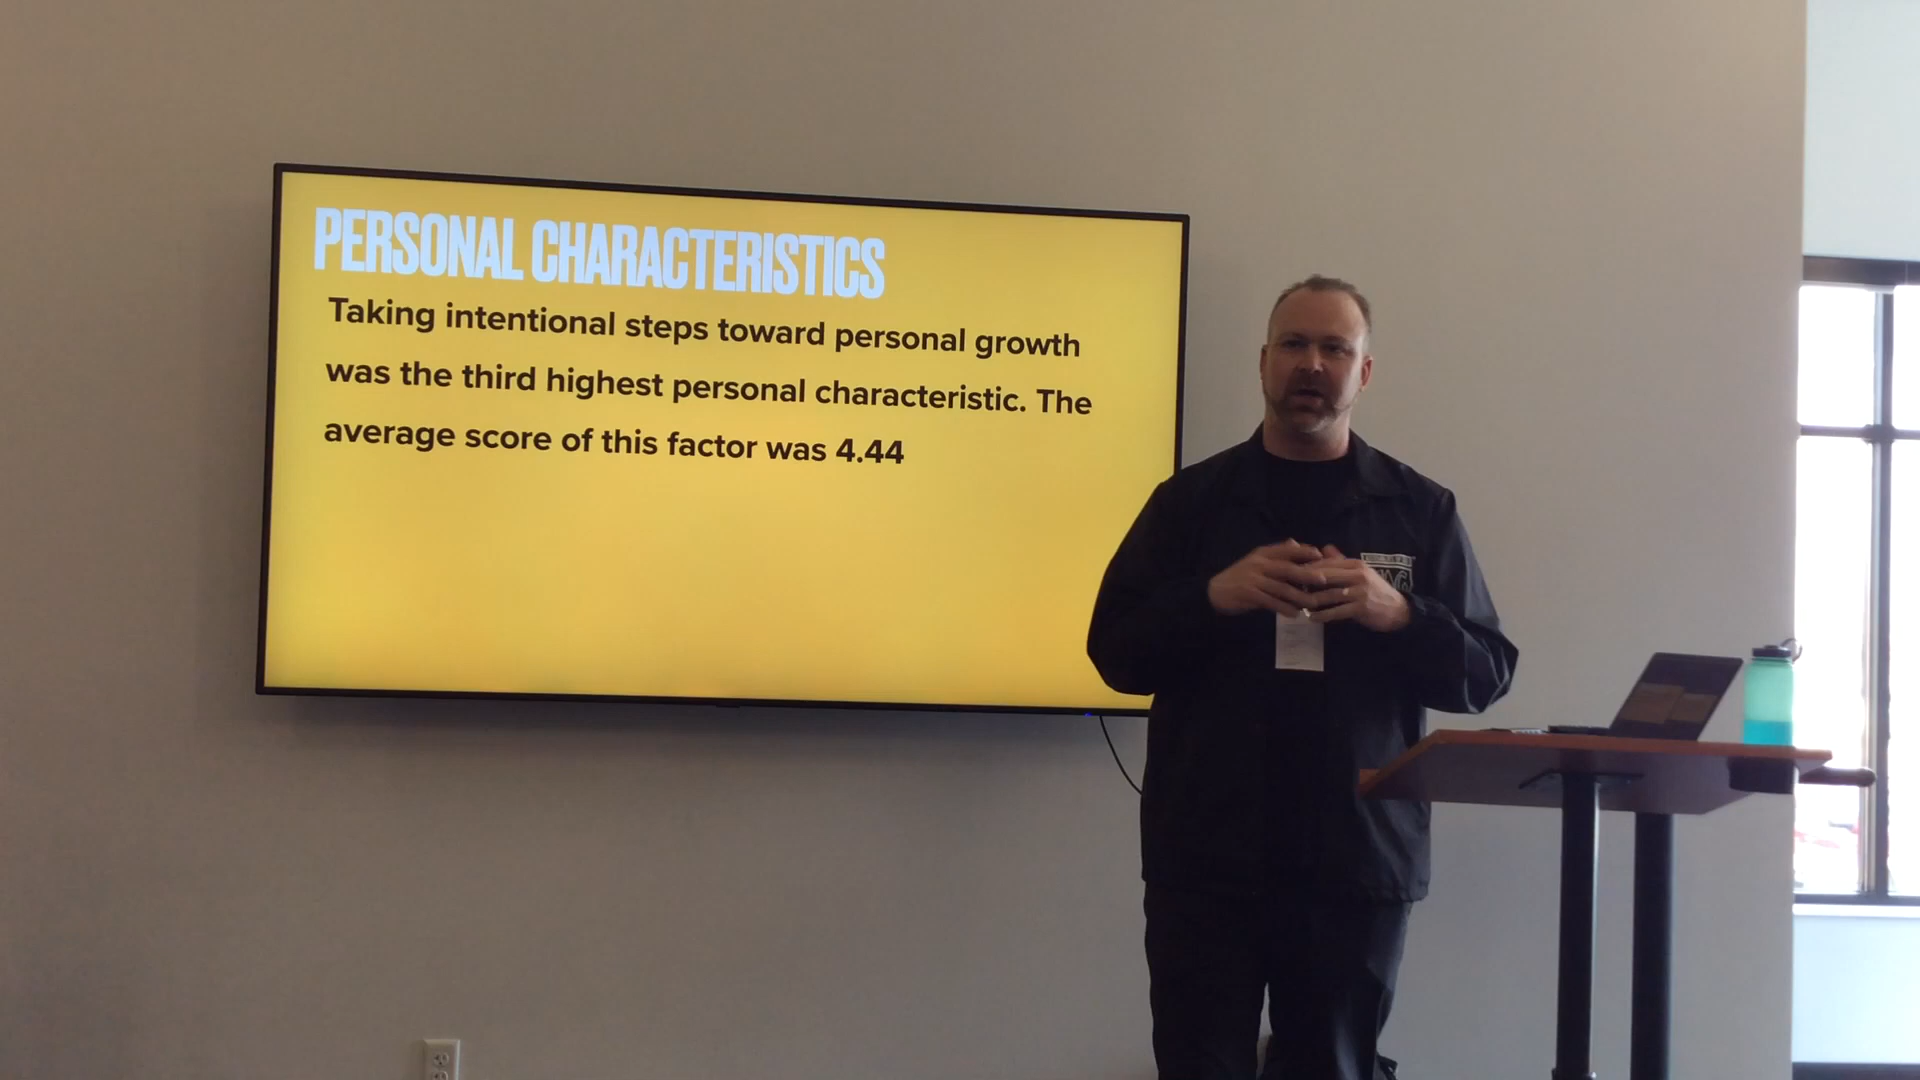 PERSONAL CHARACTERISTICS
Taking intentional steps toward personal growth
was the third highest personal characteristic. The
average score of this factor was 4.44